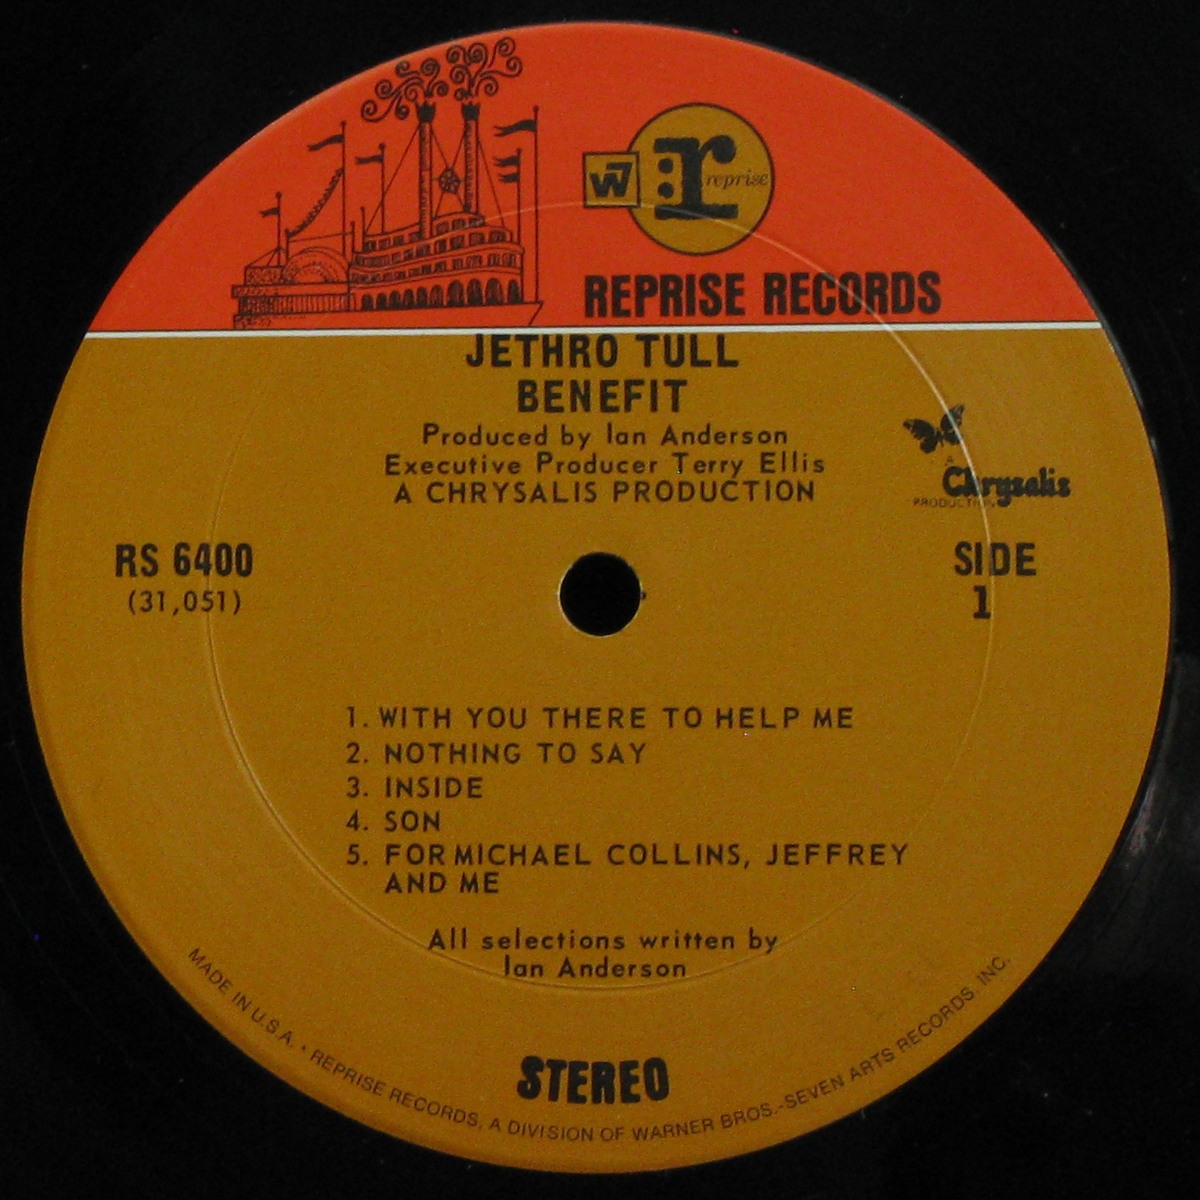 W7 :r reprise
REPRISE RECORDS
JETHRO TULL
BENEFIT
Produced by Ian Anderson
Executive Producer Terry Ellis
A CHRYSALIS PRODUCTION
A
Chrysalis
PRODUCTION
RS 6400
(31,051)
SIDE
1
1. WITH YOU THERE TO HELP ME
2. NOTHING TO SAY
3. INSIDE
4. SON
5. FOR MICHAEL COLLINS, JEFFREY
AND ME
All selections written by
Ian Anderson
STEREO
MADE IN U.S.A. • REPRISE RECORDS, A DIVISION OF WARNER BROS.-SEVEN ARTS RECORDS, INC.